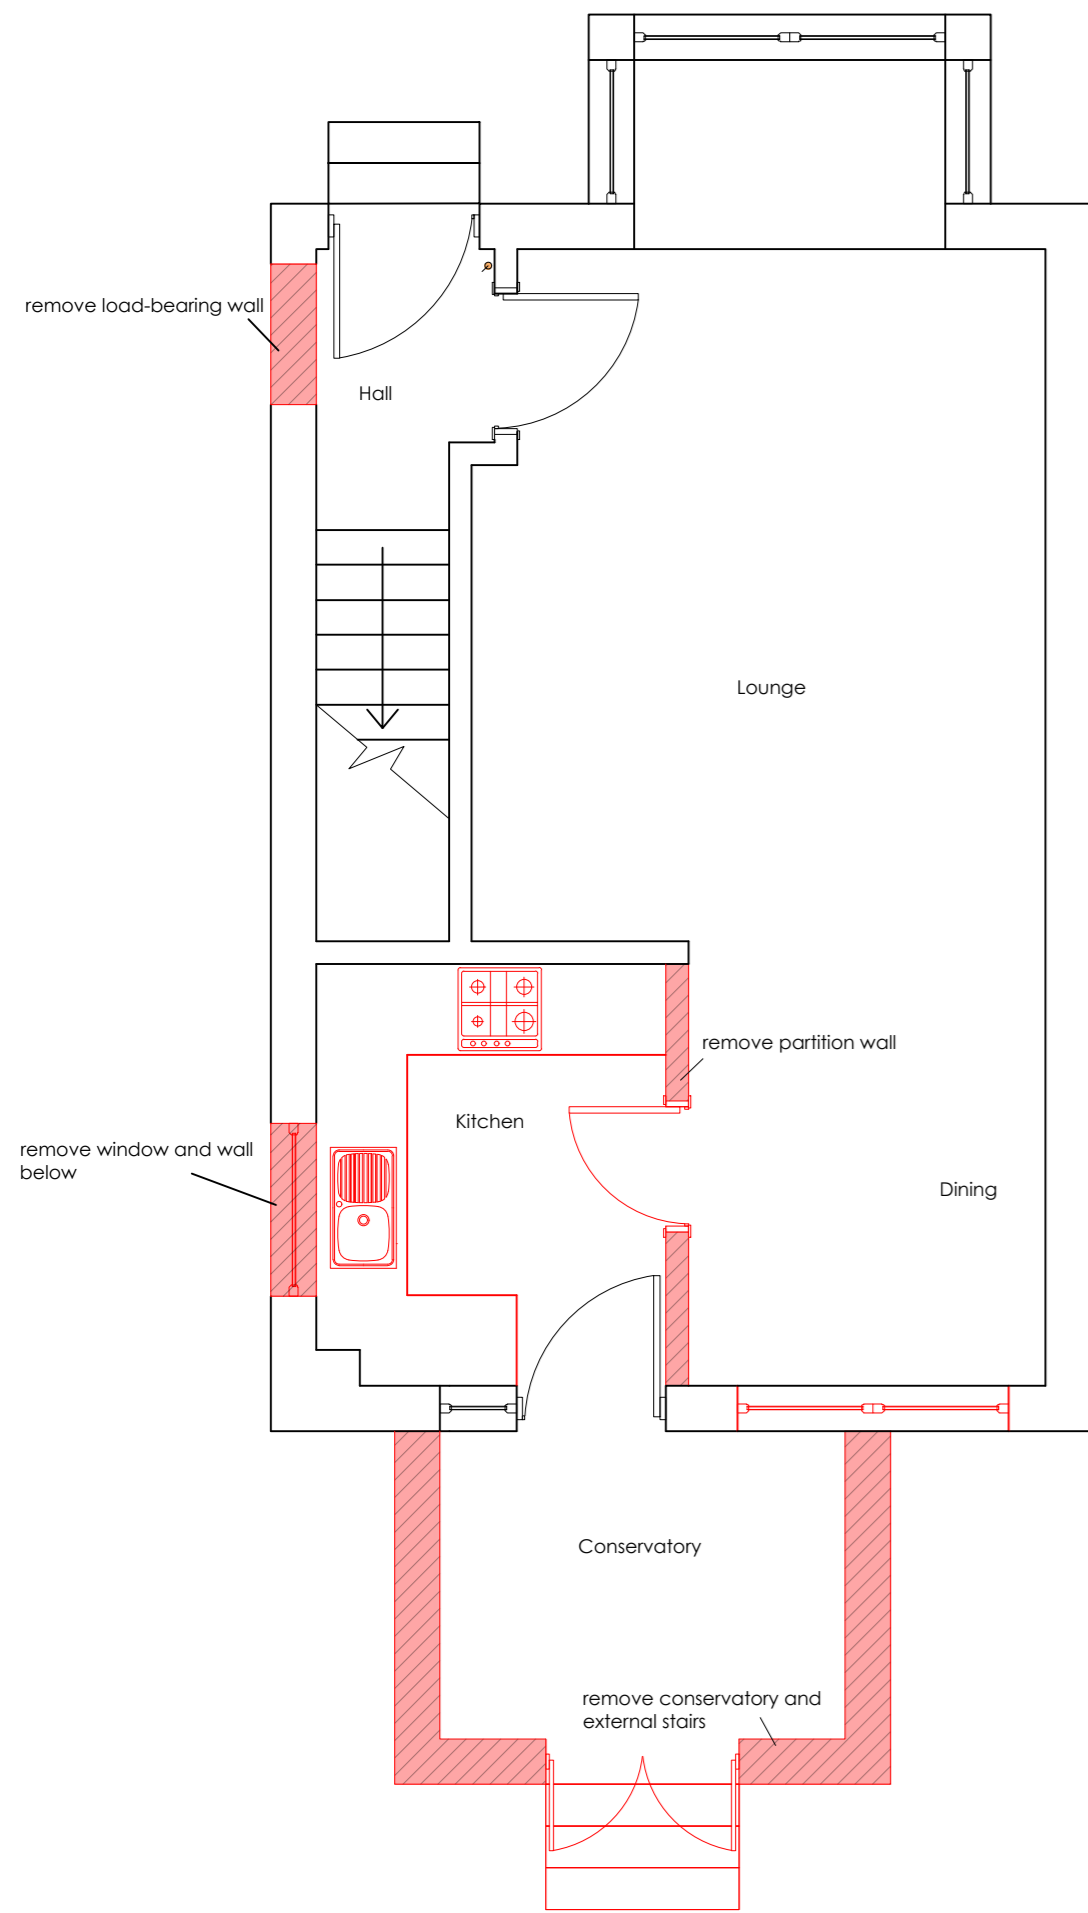 remove load-bearing wall
Hall
Lounge
remove partition wall
Kitchen
remove window and wall
below
Dining
Conservatory
remove conservatory and
external stairs